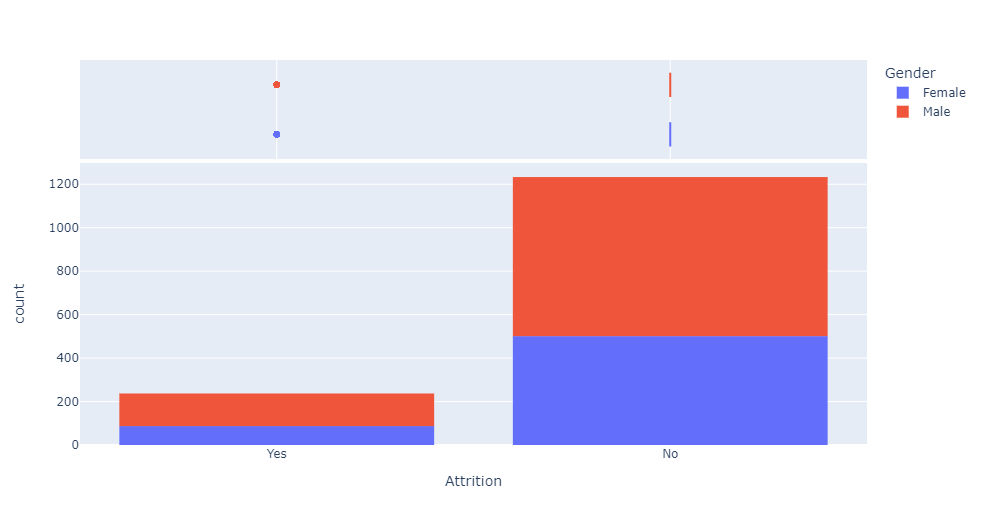 Gender
Female
Male
1200
1000
800
600
400
200
0
count
Yes
No
Attrition